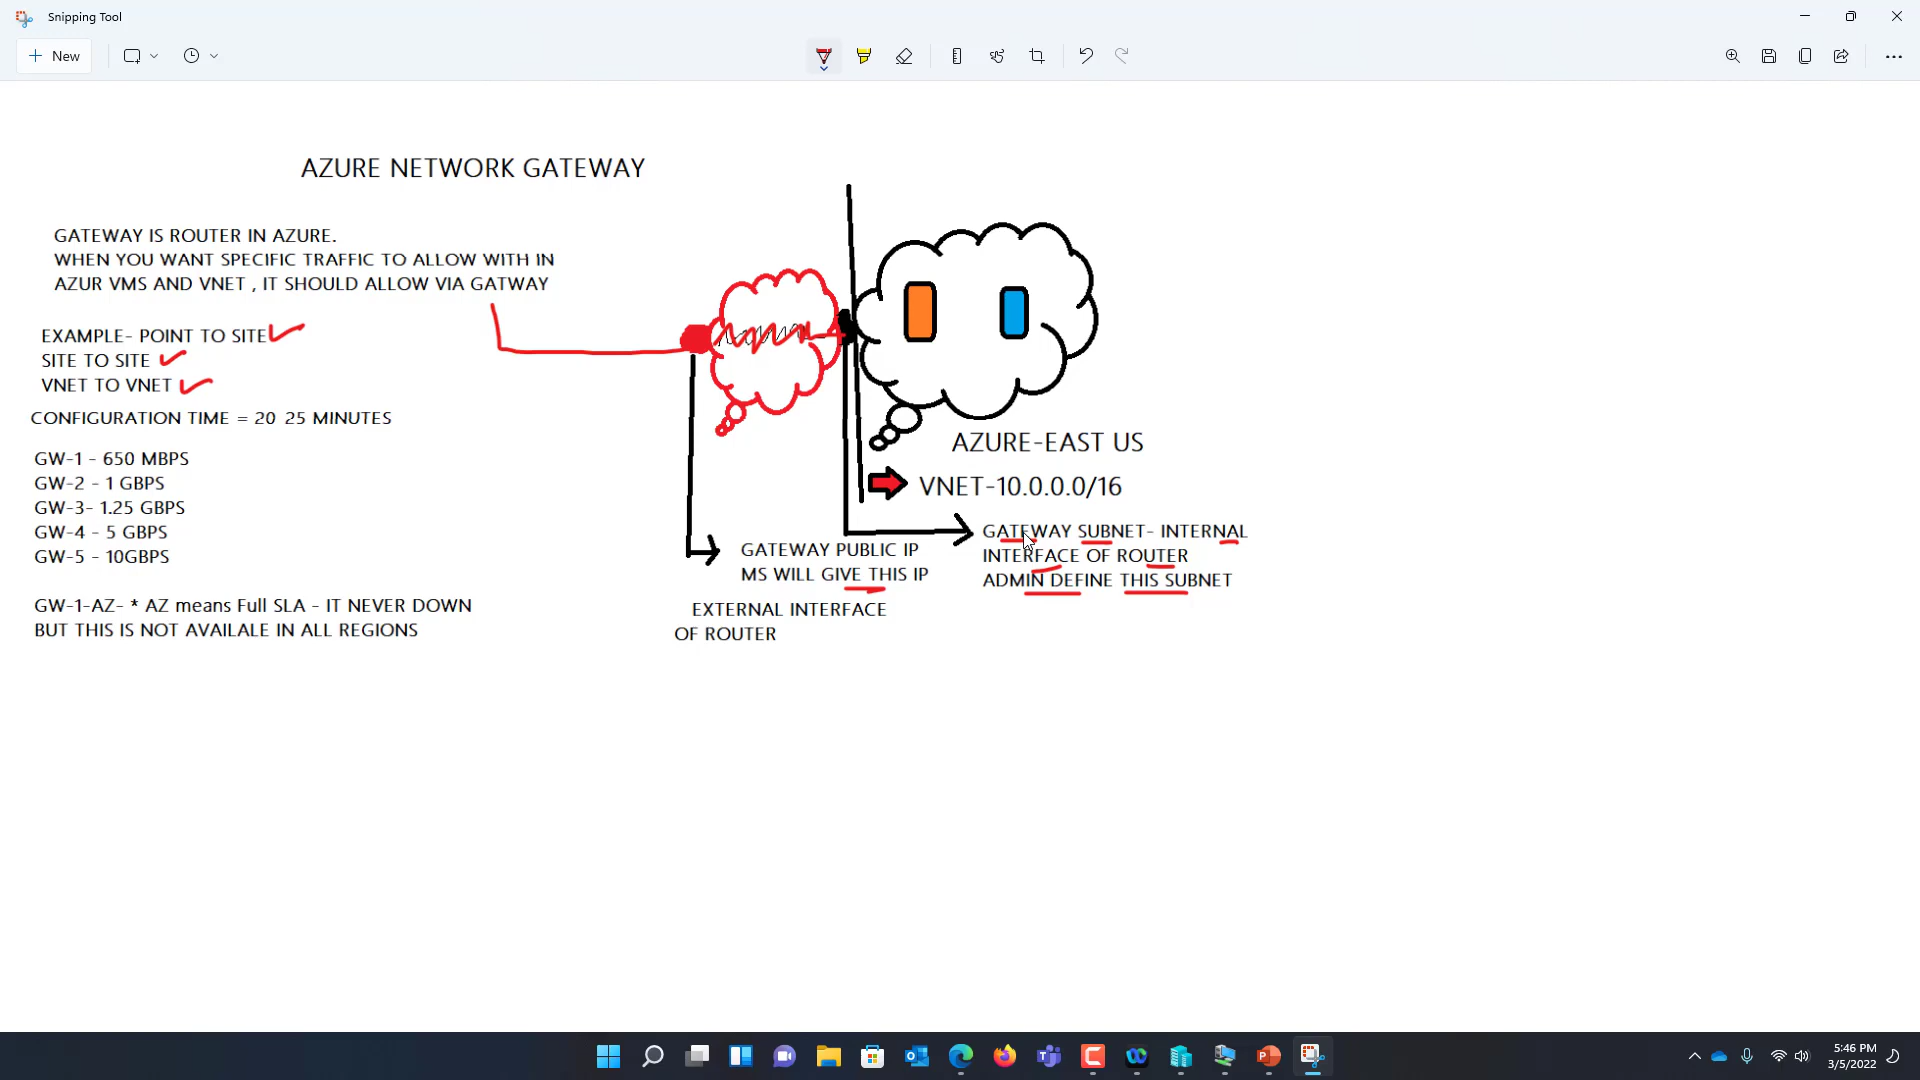 Snipping Tool
New
AZURE NETWORK GATEWAY
GATEWAY IS ROUTER IN AZURE.
WHEN YOU WANT SPECIFIC TRAFFIC TO ALLOW WITH IN
AZUR VMS AND VNET , IT SHOULD ALLOW VIA GATWAY
EXAMPLE- POINT TO SITE
SITE TO SITE
VNET TO VNET
CONFIGURATION TIME = 20 25 MINUTES
GW-1 - 650 MBPS
GW-2 - 1 GBPS
GW-3- 1.25 GBPS
GW-4 - 5 GBPS
GW-5 - 10GBPS
GW-1-AZ- * AZ means Full SLA - IT NEVER DOWN
BUT THIS IS NOT AVAILALE IN ALL REGIONS
AZURE-EAST US
VNET-10.0.0.0/16
GATEWAY SUBNET- INTERNAL
INTERFACE OF ROUTER
ADMIN DEFINE THIS SUBNET
GATEWAY PUBLIC IP
MS WILL GIVE THIS IP
EXTERNAL INTERFACE
OF ROUTER
5:46 PM
3/5/2022